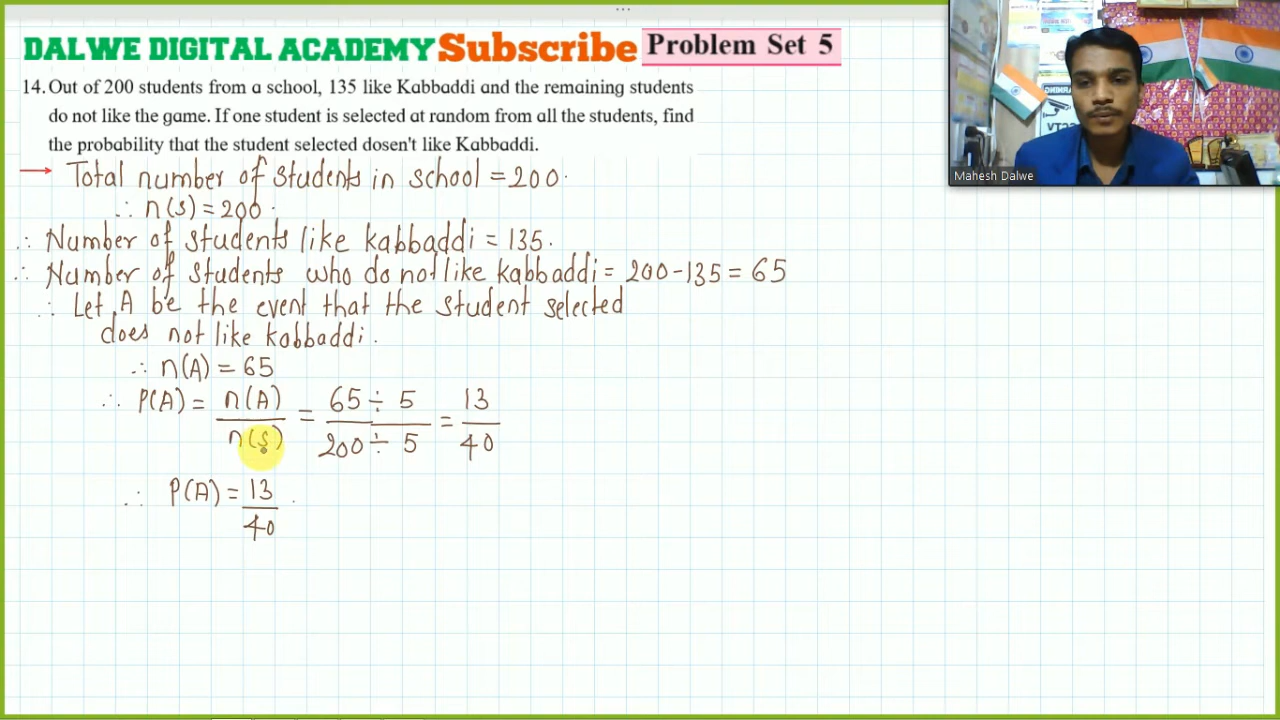 DALWE DIGITAL ACADEMY Subscribe Problem Set 5
14. Out of 200 students from a school, 135 like Kabbaddi and the remaining students
do not like the game. If one student is selected at random from all the students, find
the probability that the student selected dosen't like Kabbaddi.
→ Total number of students in school = 200.
∴ n(S) = 200.
∴ Number of students like kabbaddi = 135.
∴ Number of students who do not like kabbaddi = 200 - 135 = 65
∴ Let A be the event that the student selected
does not like kabbaddi.
∴ n(A) = 65
∴ P(A) = n(A)/n(S) = 65 ÷ 5/200 ÷ 5 = 13/40
∴ P(A) = 13/40.
Mahesh Dalwe
CCTV